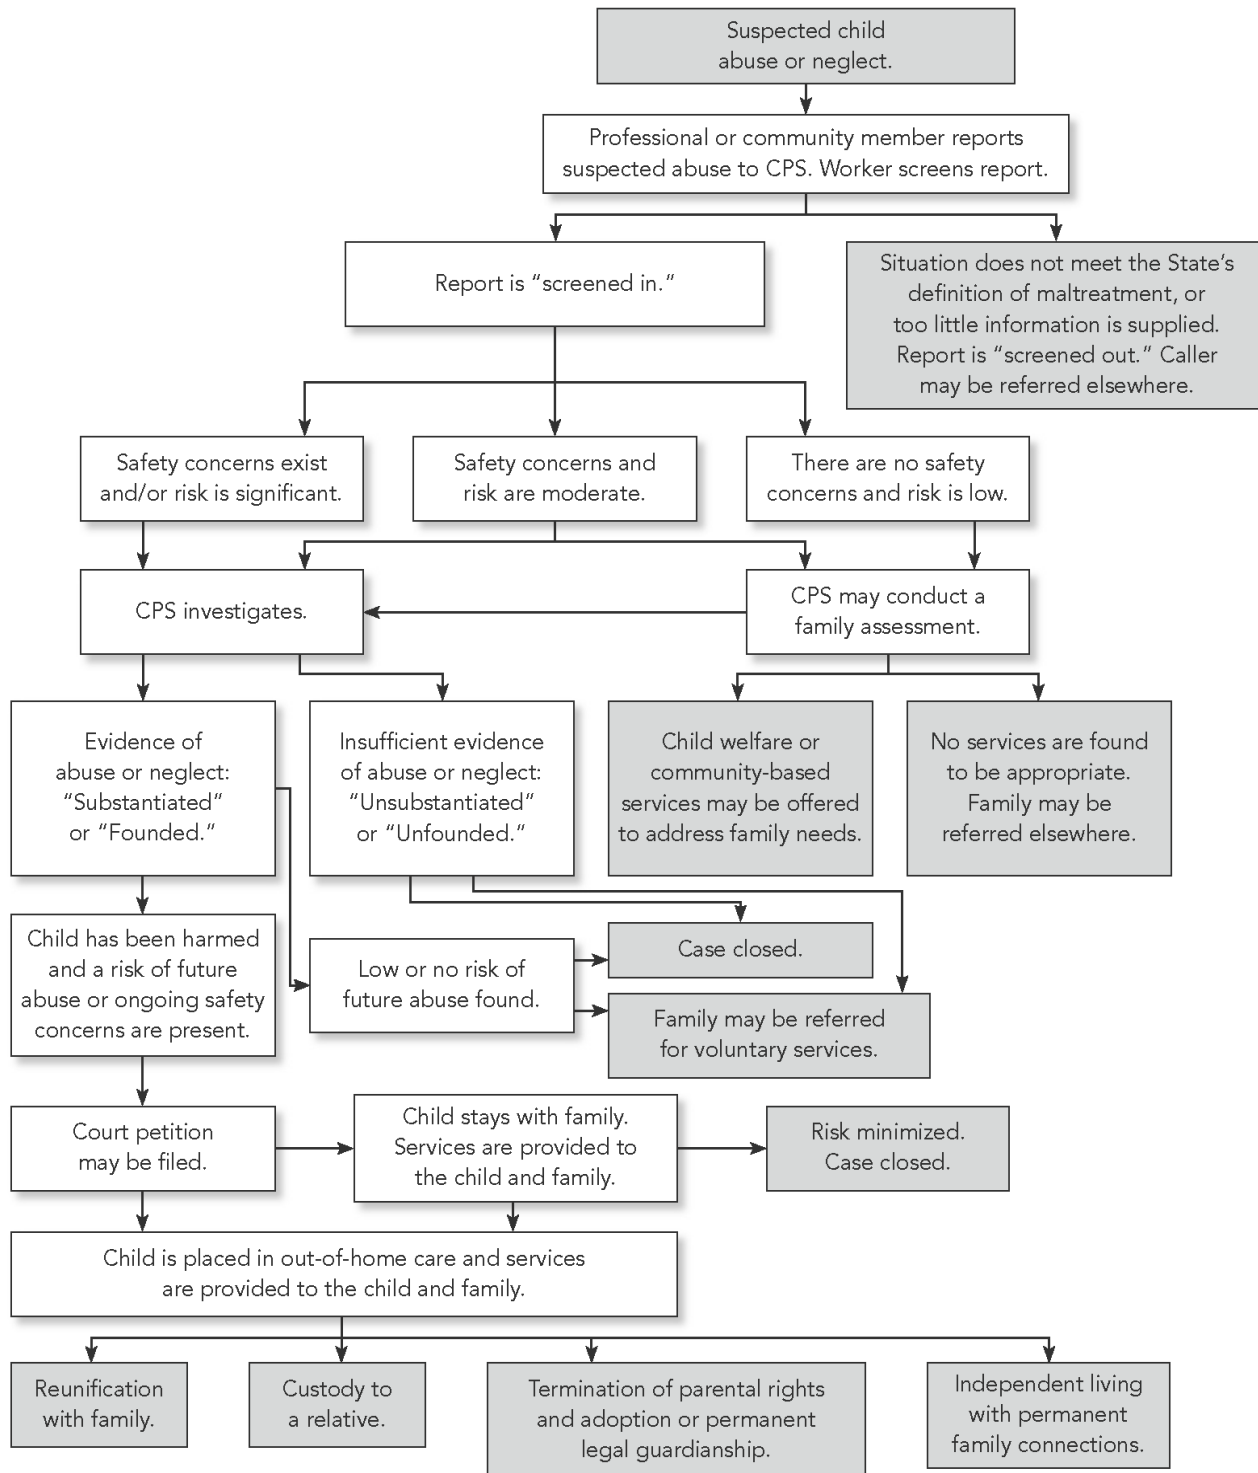 Suspected child
abuse or neglect.
Professional or community member reports
suspected abuse to CPS. Worker screens report.
Report is “screened in.”
Situation does not meet the State’s
definition of maltreatment, or
too little information is supplied.
Report is “screened out.” Caller
may be referred elsewhere.
Safety concerns exist
and/or risk is significant.
Safety concerns and
risk are moderate.
There are no safety
concerns and risk is low.
CPS investigates.
CPS may conduct a
family assessment.
Evidence of
abuse or neglect:
“Substantiated”
or “Founded.”
Insufficient evidence
of abuse or neglect:
“Unsubstantiated”
or “Unfounded.”
Child welfare or
community-based
services may be offered
to address family needs.
No services are found
to be appropriate.
Family may be
referred elsewhere.
Child has been harmed
and a risk of future
abuse or ongoing safety
concerns are present.
Low or no risk of
future abuse found.
Case closed.
Family may be referred
for voluntary services.
Court petition
may be filed.
Child stays with family.
Services are provided to
the child and family.
Risk minimized.
Case closed.
Child is placed in out-of-home care and services
are provided to the child and family.
Reunification
with family.
Custody to
a relative.
Termination of parental rights
and adoption or permanent
legal guardianship.
Independent living
with permanent
family connections.